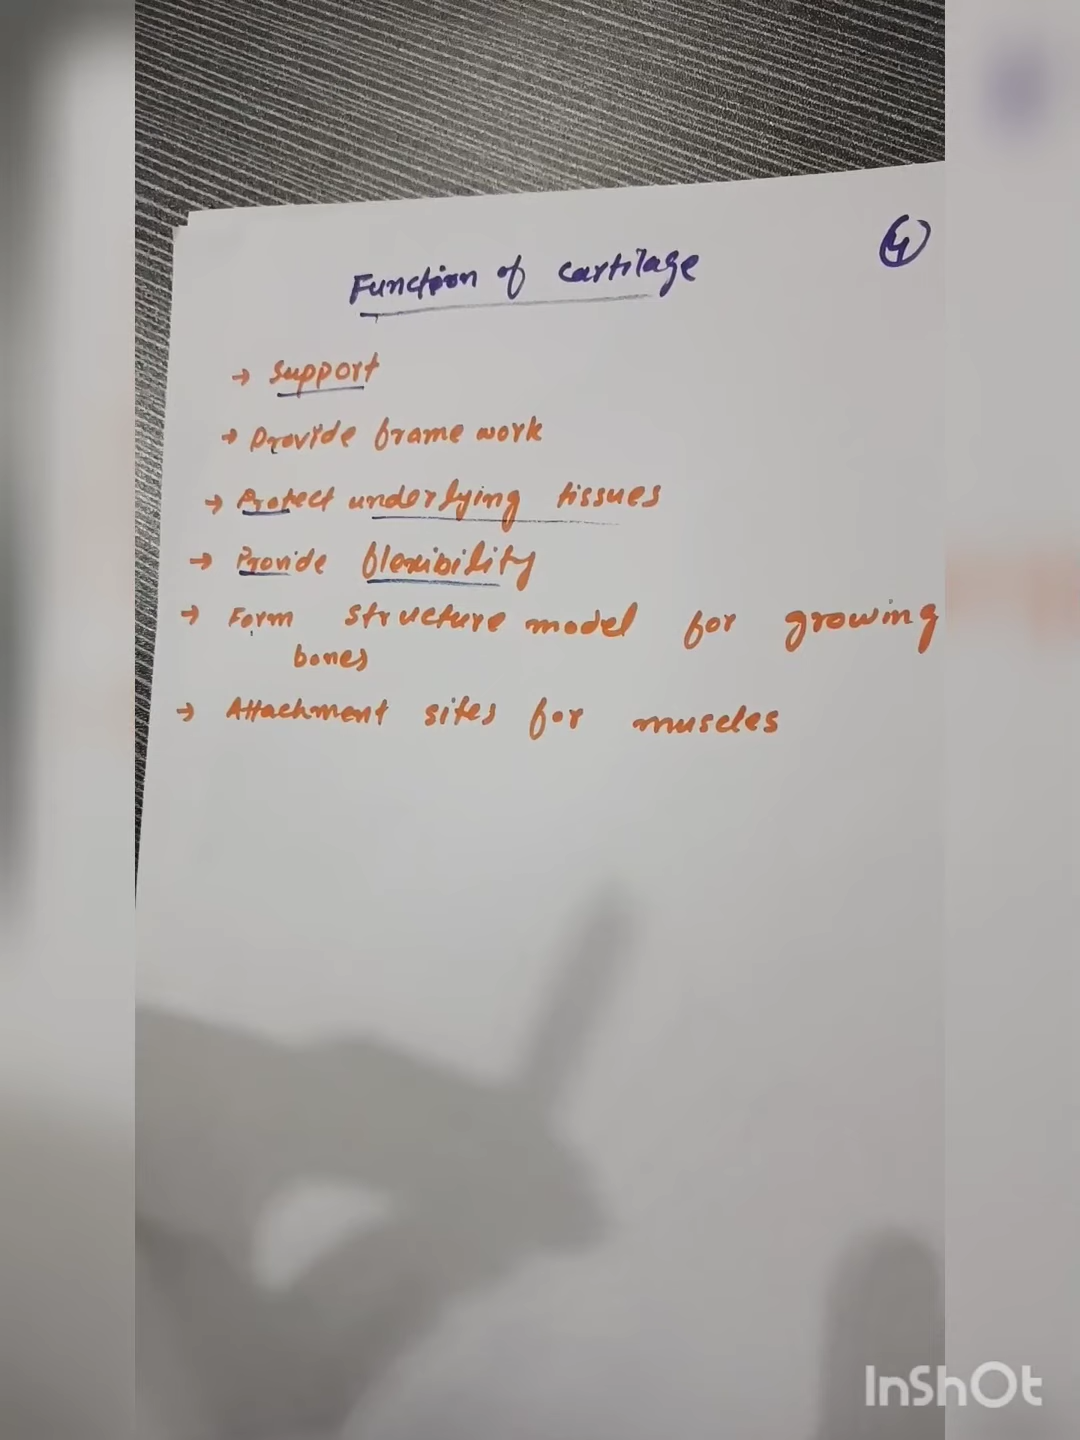 Function of cartilage
4
→ Support
→ Provide frame work
→ Protect underlying tissues
→ Provide flexibility
→ Form structure model for growing
bones
→ Attachment sites for muscles
InShOt